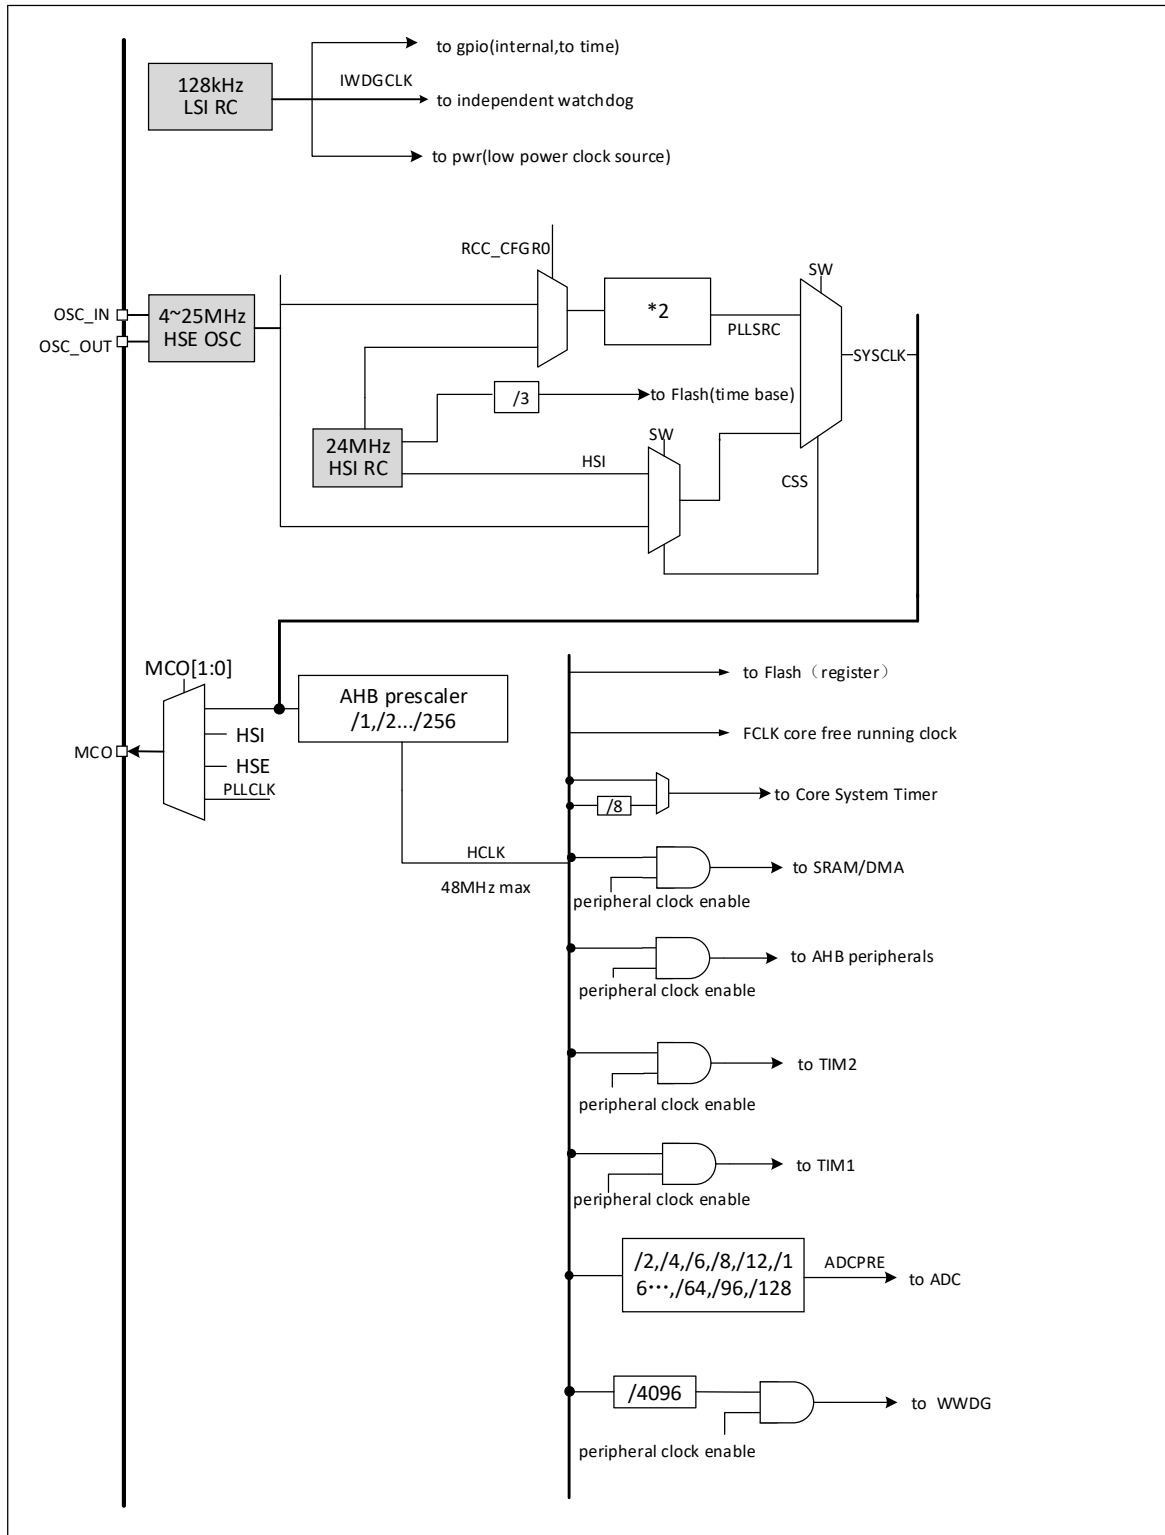 to gpio(internal,to time)
128kHz
LSI RC
IWDGCLK
to independent watchdog
to pwr(low power clock source)
RCC_CFGR0
SW
OSC_IN
OSC_OUT
4~25MHz
HSE OSC
*2
PLLSRC
SYSCLK
/3
to Flash(time base)
24MHz
HSI RC
HSI
SW
CSS
MCO[1:0]
AHB prescaler
/1,/2.../256
HSI
MCO
HSE
PLLCLK
HCLK
48MHz max
to Flash（register）
FCLK core free running clock
/8
to Core System Timer
to SRAM/DMA
peripheral clock enable
to AHB peripherals
peripheral clock enable
to TIM2
peripheral clock enable
to TIM1
peripheral clock enable
/2,/4,/6,/8,/12,/1
6···,/64,/96,/128
ADCPRE
to ADC
/4096
to WWDG
peripheral clock enable